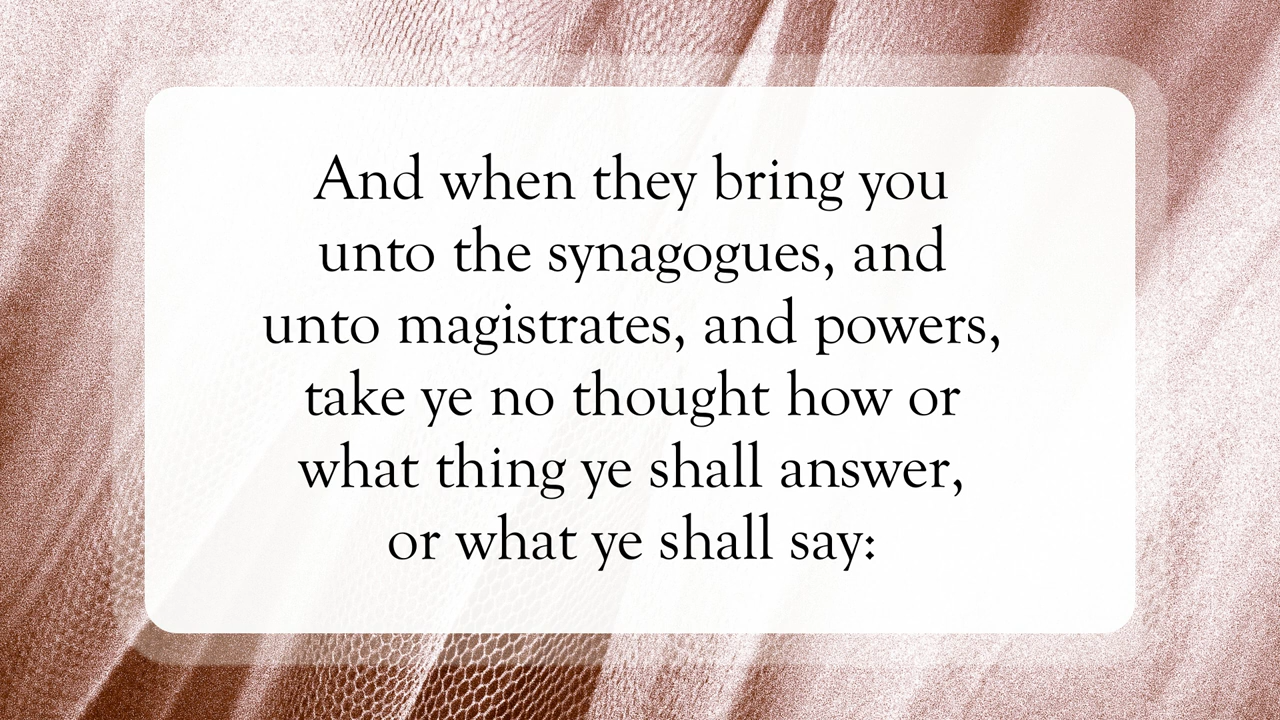 And when they bring you
unto the synagogues, and
unto magistrates, and powers,
take ye no thought how or
what thing ye shall answer,
or what ye shall say: